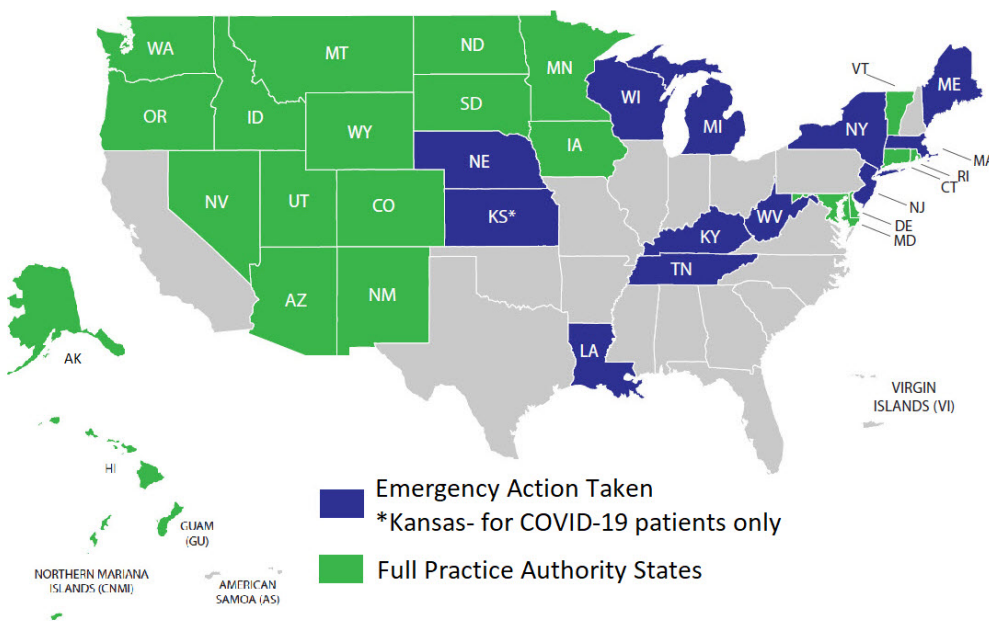 WA
MT
ND
MN
VT
ME
OR
ID
SD
WI
MI
NY
WY
MA
NE
IA
RI
CT
NV
UT
CO
KS*
WV
NJ
DE
MD
KY
TN
AZ
NM
LA
AK
VIRGIN
ISLANDS (VI)
HI
Emergency Action Taken
*Kansas- for COVID-19 patients only
GUAM
(GU)
Full Practice Authority States
NORTHERN MARIANA
ISLANDS (CNMI)
AMERICAN
SAMOA (AS)